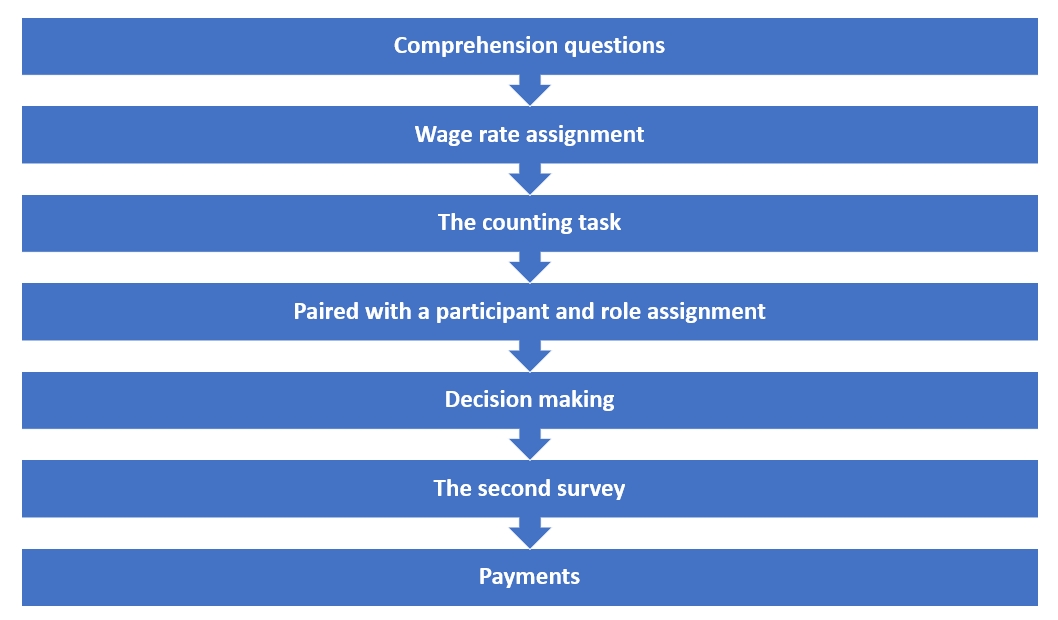 Comprehension questions
Wage rate assignment
The counting task
Paired with a participant and role assignment
Decision making
The second survey
Payments